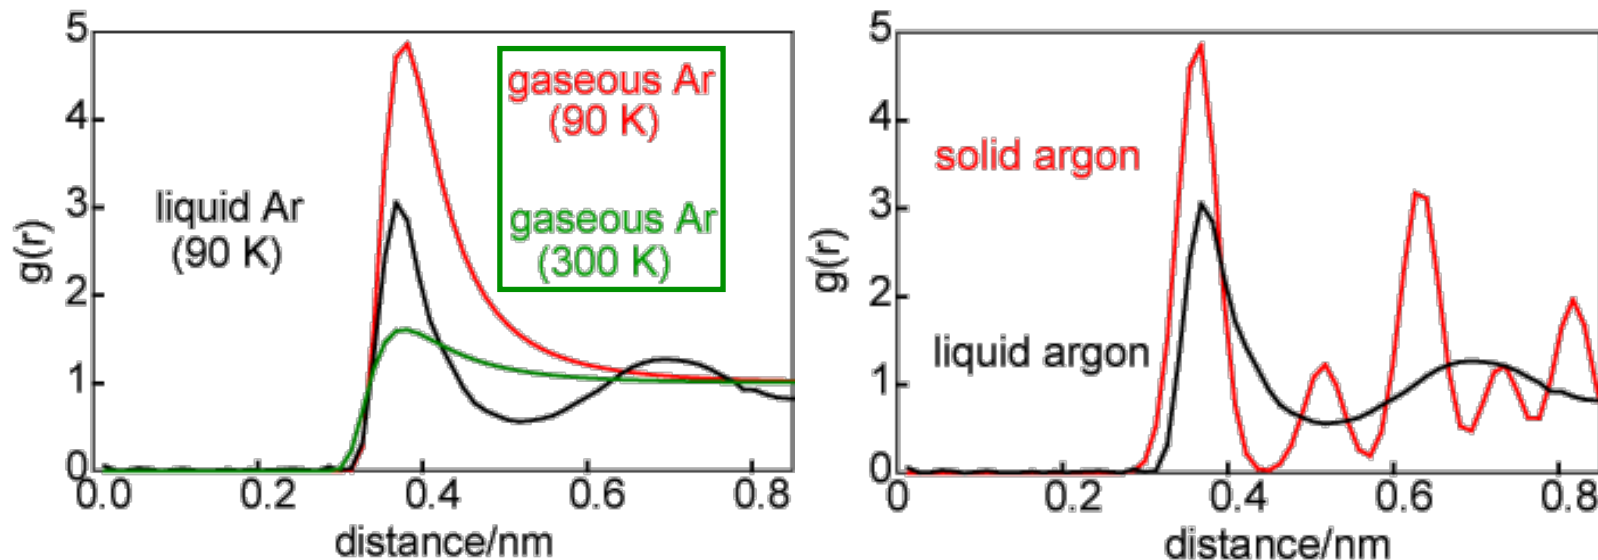 5
4
3
2
1
0
g(r)
liquid Ar
(90 K)
gaseous Ar
(90 K)
gaseous Ar
(300 K)
0.0
0.2
0.4
0.6
0.8
distance/nm
5
4
3
2
1
0
g(r)
solid argon
liquid argon
0
0.2
0.4
0.6
0.8
distance/nm